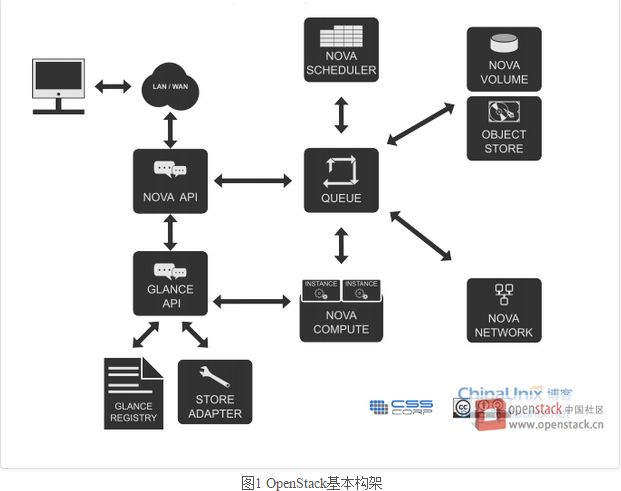 LAN / WAN
NOVA
SCHEDULER
NOVA
VOLUME
OBJECT
STORE
NOVA API
QUEUE
GLANCE
API
INSTANCE
INSTANCE
NOVA
COMPUTE
NOVA
NETWORK
GLANCE
REGISTRY
STORE
ADAPTER
CSS
CORP
ChinaUnix 博客
cc
openstack 中国社区
www.openstack.cn
图1 OpenStack基本构架